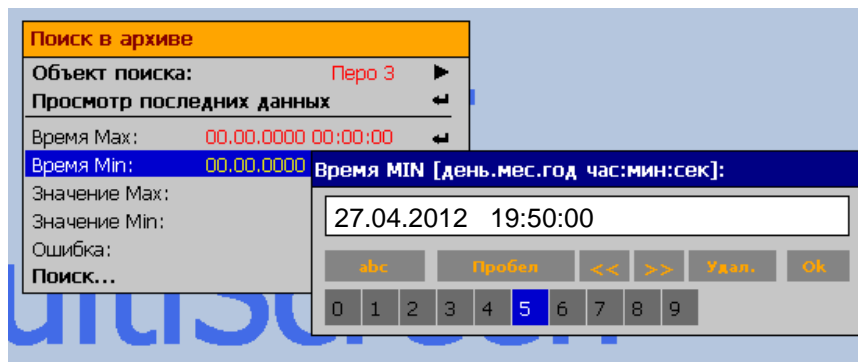 Поиск в архиве
Объект поиска: Перо 3
Просмотр последних данных
Время Max: 00.00.0000 00:00:00
Время Min: 00.00.0000
Значение Max:
Значение Min:
Ошибка:
Поиск...
Время MIN [день.мес.год час:мин:сек]:
27.04.2012 19:50:00
abc Пробел << >> Удал. Ok
0 1 2 3 4 5 6 7 8 9